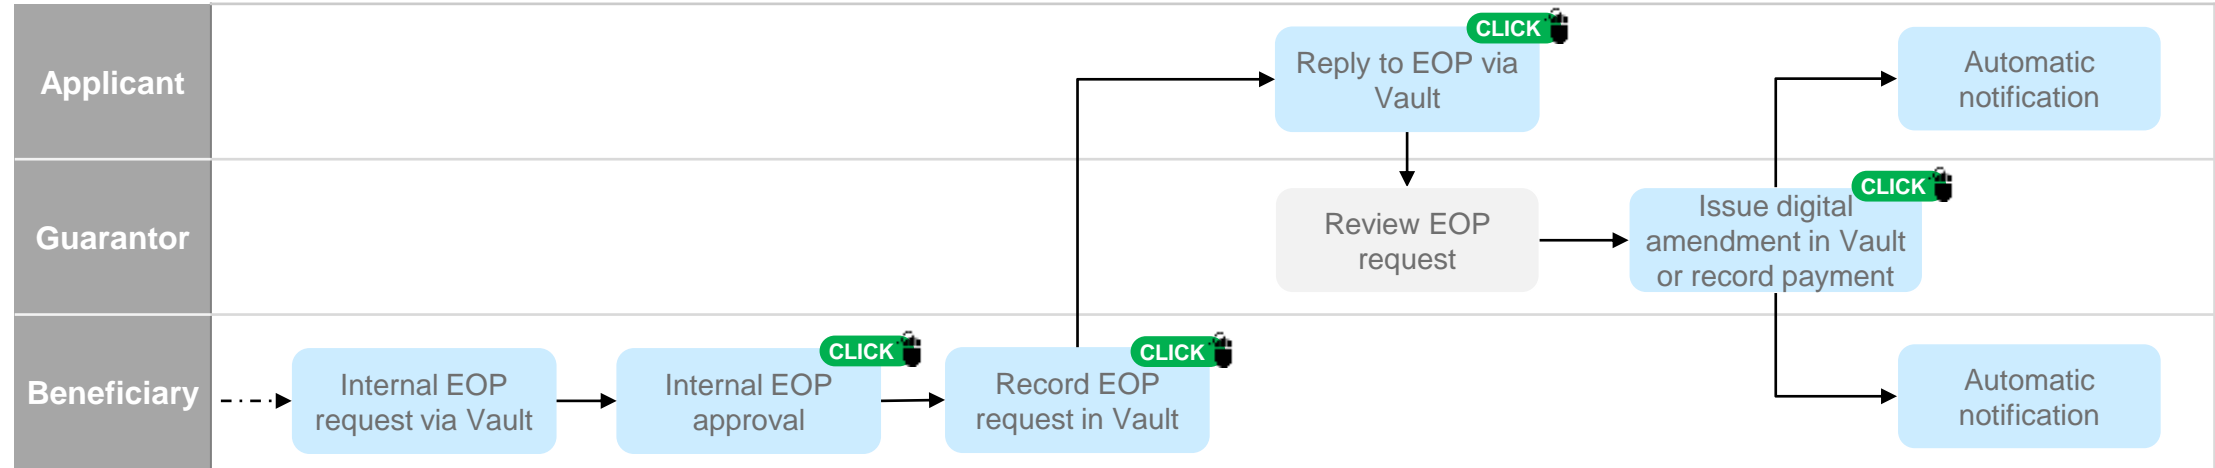 Applicant
CLICK
Reply to EOP via
Vault
Automatic
notification
Guarantor
Review EOP
request
CLICK
Issue digital
amendment in Vault
or record payment
Beneficiary
Internal EOP
request via Vault
CLICK
Internal EOP
approval
CLICK
Record EOP
request in Vault
Automatic
notification